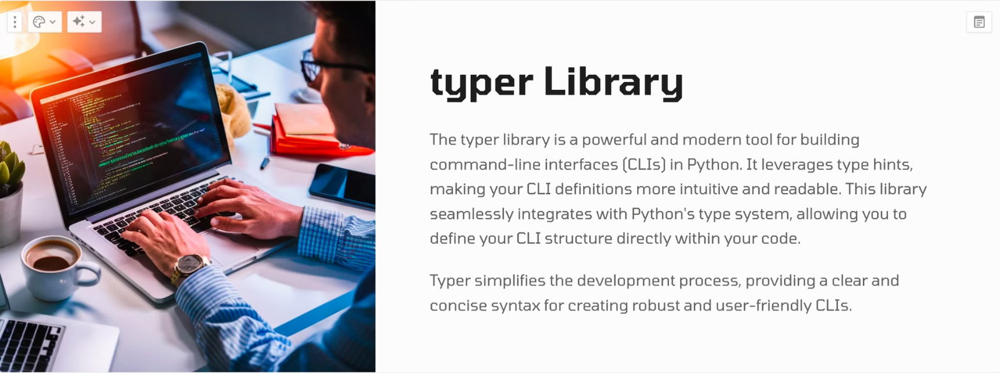 typer Library
The typer library is a powerful and modern tool for building
command-line interfaces (CLIs) in Python. It leverages type hints,
making your CLI definitions more intuitive and readable. This library
seamlessly integrates with Python's type system, allowing you to
define your CLI structure directly within your code.
Typer simplifies the development process, providing a clear and
concise syntax for creating robust and user-friendly CLIs.